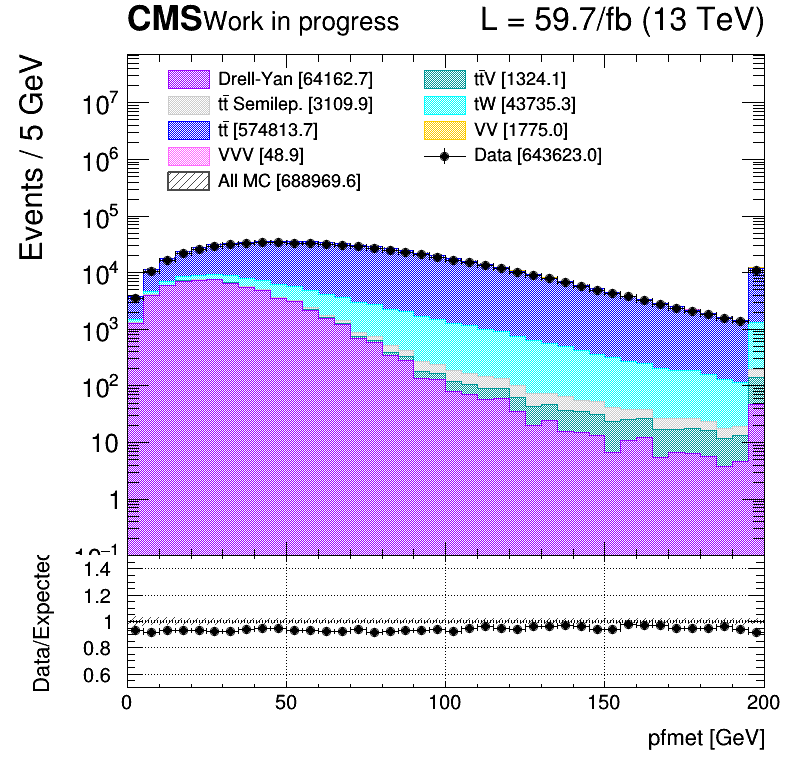 CMS Work in progress L = 59.7/fb (13 TeV)
Events / 5 GeV
Drell-Yan [64162.7] tt̄V [1324.1]
tt̄ Semilep. [3109.9] tW [43735.3]
tt̄ [574813.7] VV [1775.0]
VVV [48.9] Data [643623.0]
All MC [688969.6]
10⁷
10⁶
10⁵
10⁴
10³
10²
10
1
10⁻¹
Data/Expected
1.4
1.2
1
0.8
0.6
0 50 100 150 200
pfmet [GeV]